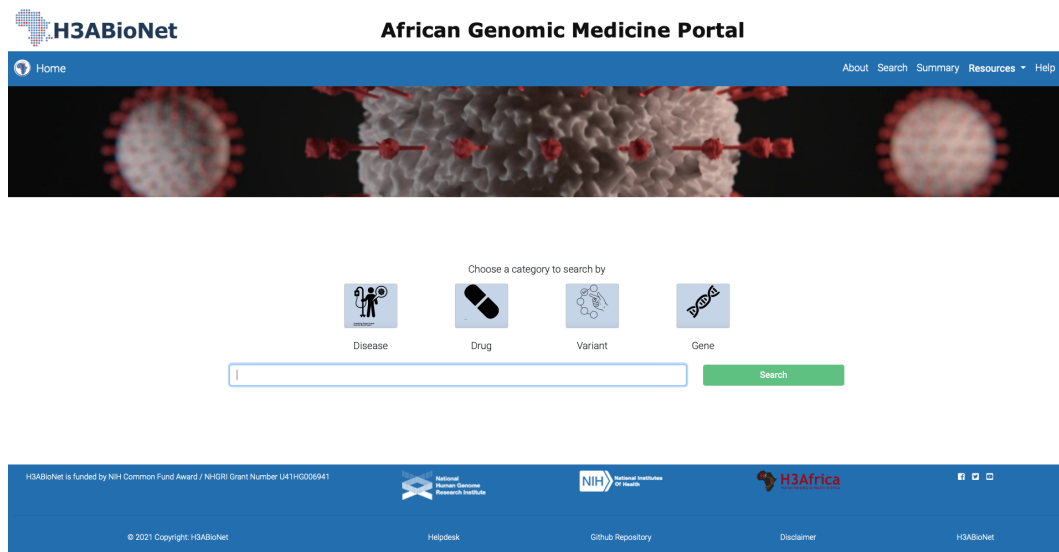 H3ABioNet
African Genomic Medicine Portal
Home
About Search Summary Resources Help
Choose a category to search by
Disease Drug Variant Gene
Search
H3ABioNet is funded by NIH Common Fund Award / NHGRI Grant Number U41HG006941
National
Human Genome
Research Institute
NIH
National Institutes
Of Health
H3Africa
© 2021 Copyright: H3ABioNet
Helpdesk
Github Repository
Disclaimer
H3ABioNet